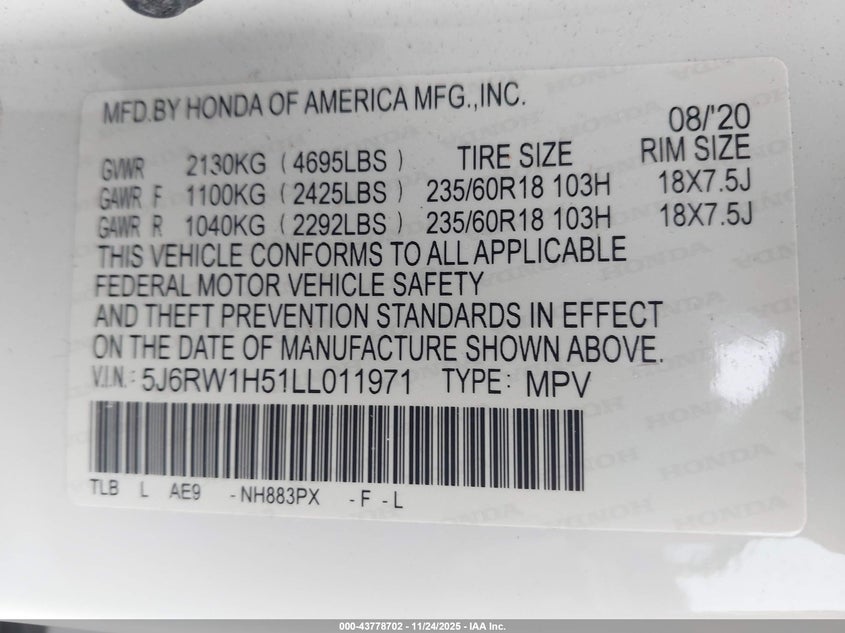 MFD.BY HONDA OF AMERICA MFG.,INC.
08/'20
GVWR 2130KG ( 4695LBS ) TIRE SIZE RIM SIZE
GAWR F 1100KG ( 2425LBS ) 235/60R18 103H 18X7.5J
GAWR R 1040KG ( 2292LBS ) 235/60R18 103H 18X7.5J
THIS VEHICLE CONFORMS TO ALL APPLICABLE
FEDERAL MOTOR VEHICLE SAFETY
AND THEFT PREVENTION STANDARDS IN EFFECT
ON THE DATE OF MANUFACTURE SHOWN ABOVE.
V.I.N.: 5J6RW1H51LL011971 TYPE: MPV
TLB L AE9 -NH883PX -F -L
000-43778702 - 11/24/2025 - IAA Inc.